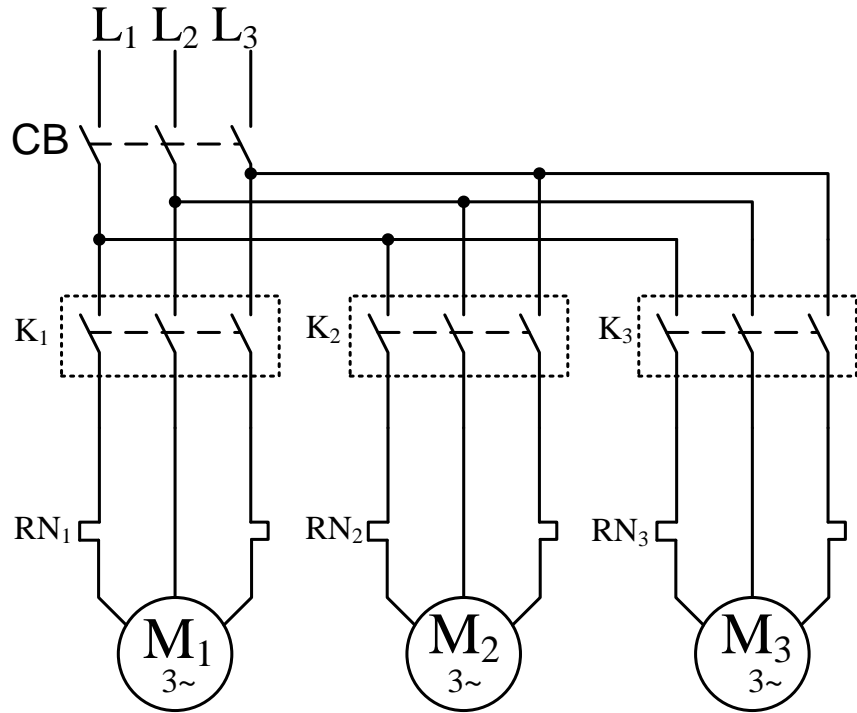 L₁ L₂ L₃
CB
K₁ K₂ K₃
RN₁ RN₂ RN₃
M₁ M₂ M₃
3~ 3~ 3~